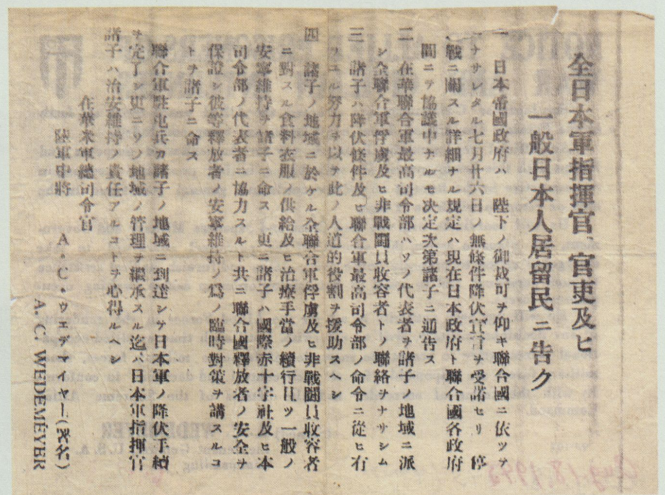 全日本軍指揮官、官吏及ヒ
一般日本人居留民ニ告ク
一 日本帝國政府ハ 陛下ノ御裁可ヲ仰キ聯合國ニ依ツテ
ナサレタル七月廿六日ノ無條件降伏宣言ヲ受諾セリ 停
戰ニ關スル詳細ナル規定ハ現在日本政府ト聯合國各政府
間ニテ協議中ナルモ決定次第諸子ニ通告ス
二 在華聯合軍最高司令部ハソノ代表者ヲ諸子ノ地域ニ派
シ全聯合軍俘虜及ヒ非戰鬪員收容者トノ聯絡ヲナサシム
三 諸子ハ降伏條件及ヒ聯合軍最高司令部ノ命令ニ從ヒ有
ユル努力ヲ以テ此ノ人道的役割ヲ援助スヘシ
四 諸子ノ地域ニ於ケル全聯合軍俘虜及ヒ非戰鬪員收容者
ニ對スル食料衣服ノ供給及ヒ治療手當ノ續行且ツ一般ノ
安寧維持ヲ諸子ニ命ス 更ニ諸子ハ國際赤十字社及ヒ本
司令部ノ代表者ニ協力スルト共ニ聯合國釋放者ノ安全ヲ
保證シ彼等釋放者ノ安寧維持ノ爲ノ臨時對策ヲ講スルコ
トヲ諸子ニ命ス
聯合軍駐屯兵カ諸子ノ地域ニ到達シテ日本軍ノ降伏手續
ヲ完了シ更ニソノ地域ノ管理ヲ繼承スル迄ハ日本軍指揮官
諸子ハ治安維持ノ責任アルコトヲ心得ルヘシ
在華米軍總司令官
陸軍中將
A・C・ウエデマイヤー(署名)
A. C. WEDEMEYER